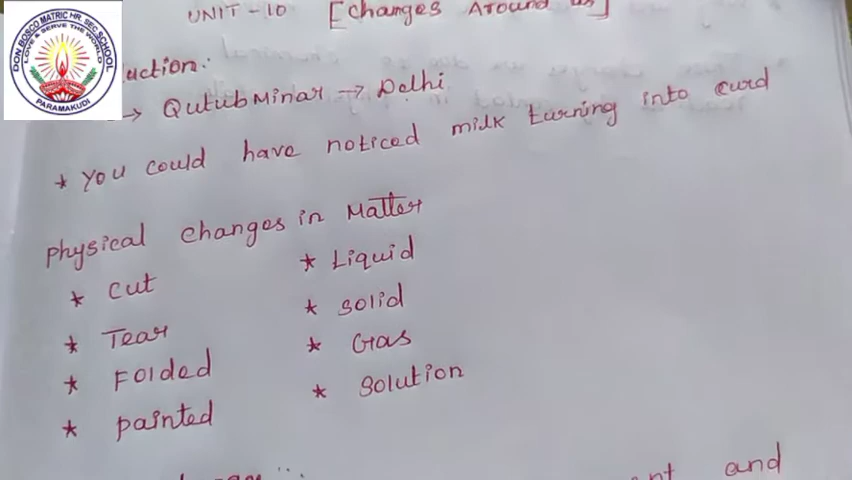 UNIT - 10 [Changes Around us]
DON BOSCO MATRIC HR. SEC SCHOOL
LOVE & SERVE THE WORLD
PARAMAKUDI
uction:
→ Qutub Minar → Delhi
* You could have noticed milk turning into curd
Physical changes in Matter
* cut * Liquid
* Tear * Solid
* Folded * Gas
* Painted * Solution
and